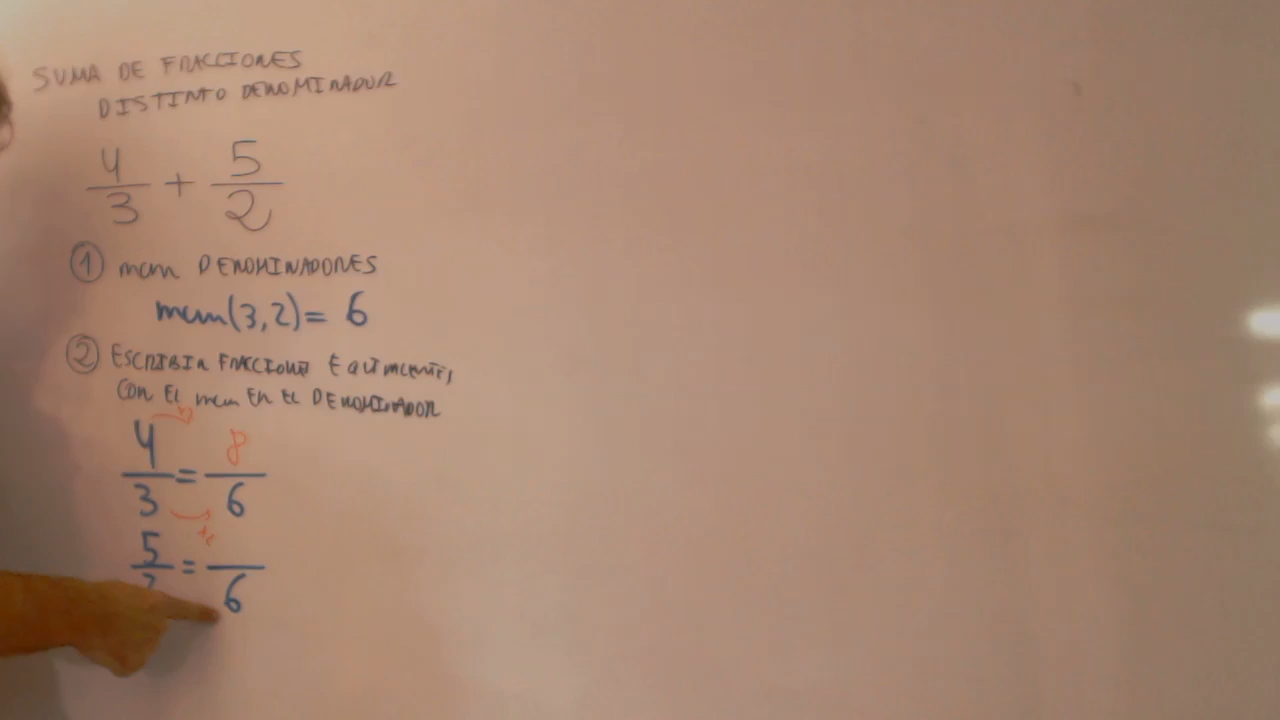 SUMA DE FRACCIONES
DISTINTO DENOMINADOR
4/3 + 5/2
① mcm DENOMINADORES
mcm(3,2) = 6
② ESCRIBIR FRACCIONES EQUIVALENTES,
CON EL mcm EN EL DENOMINADOR
4/3 = 8/6
5/2 = /6